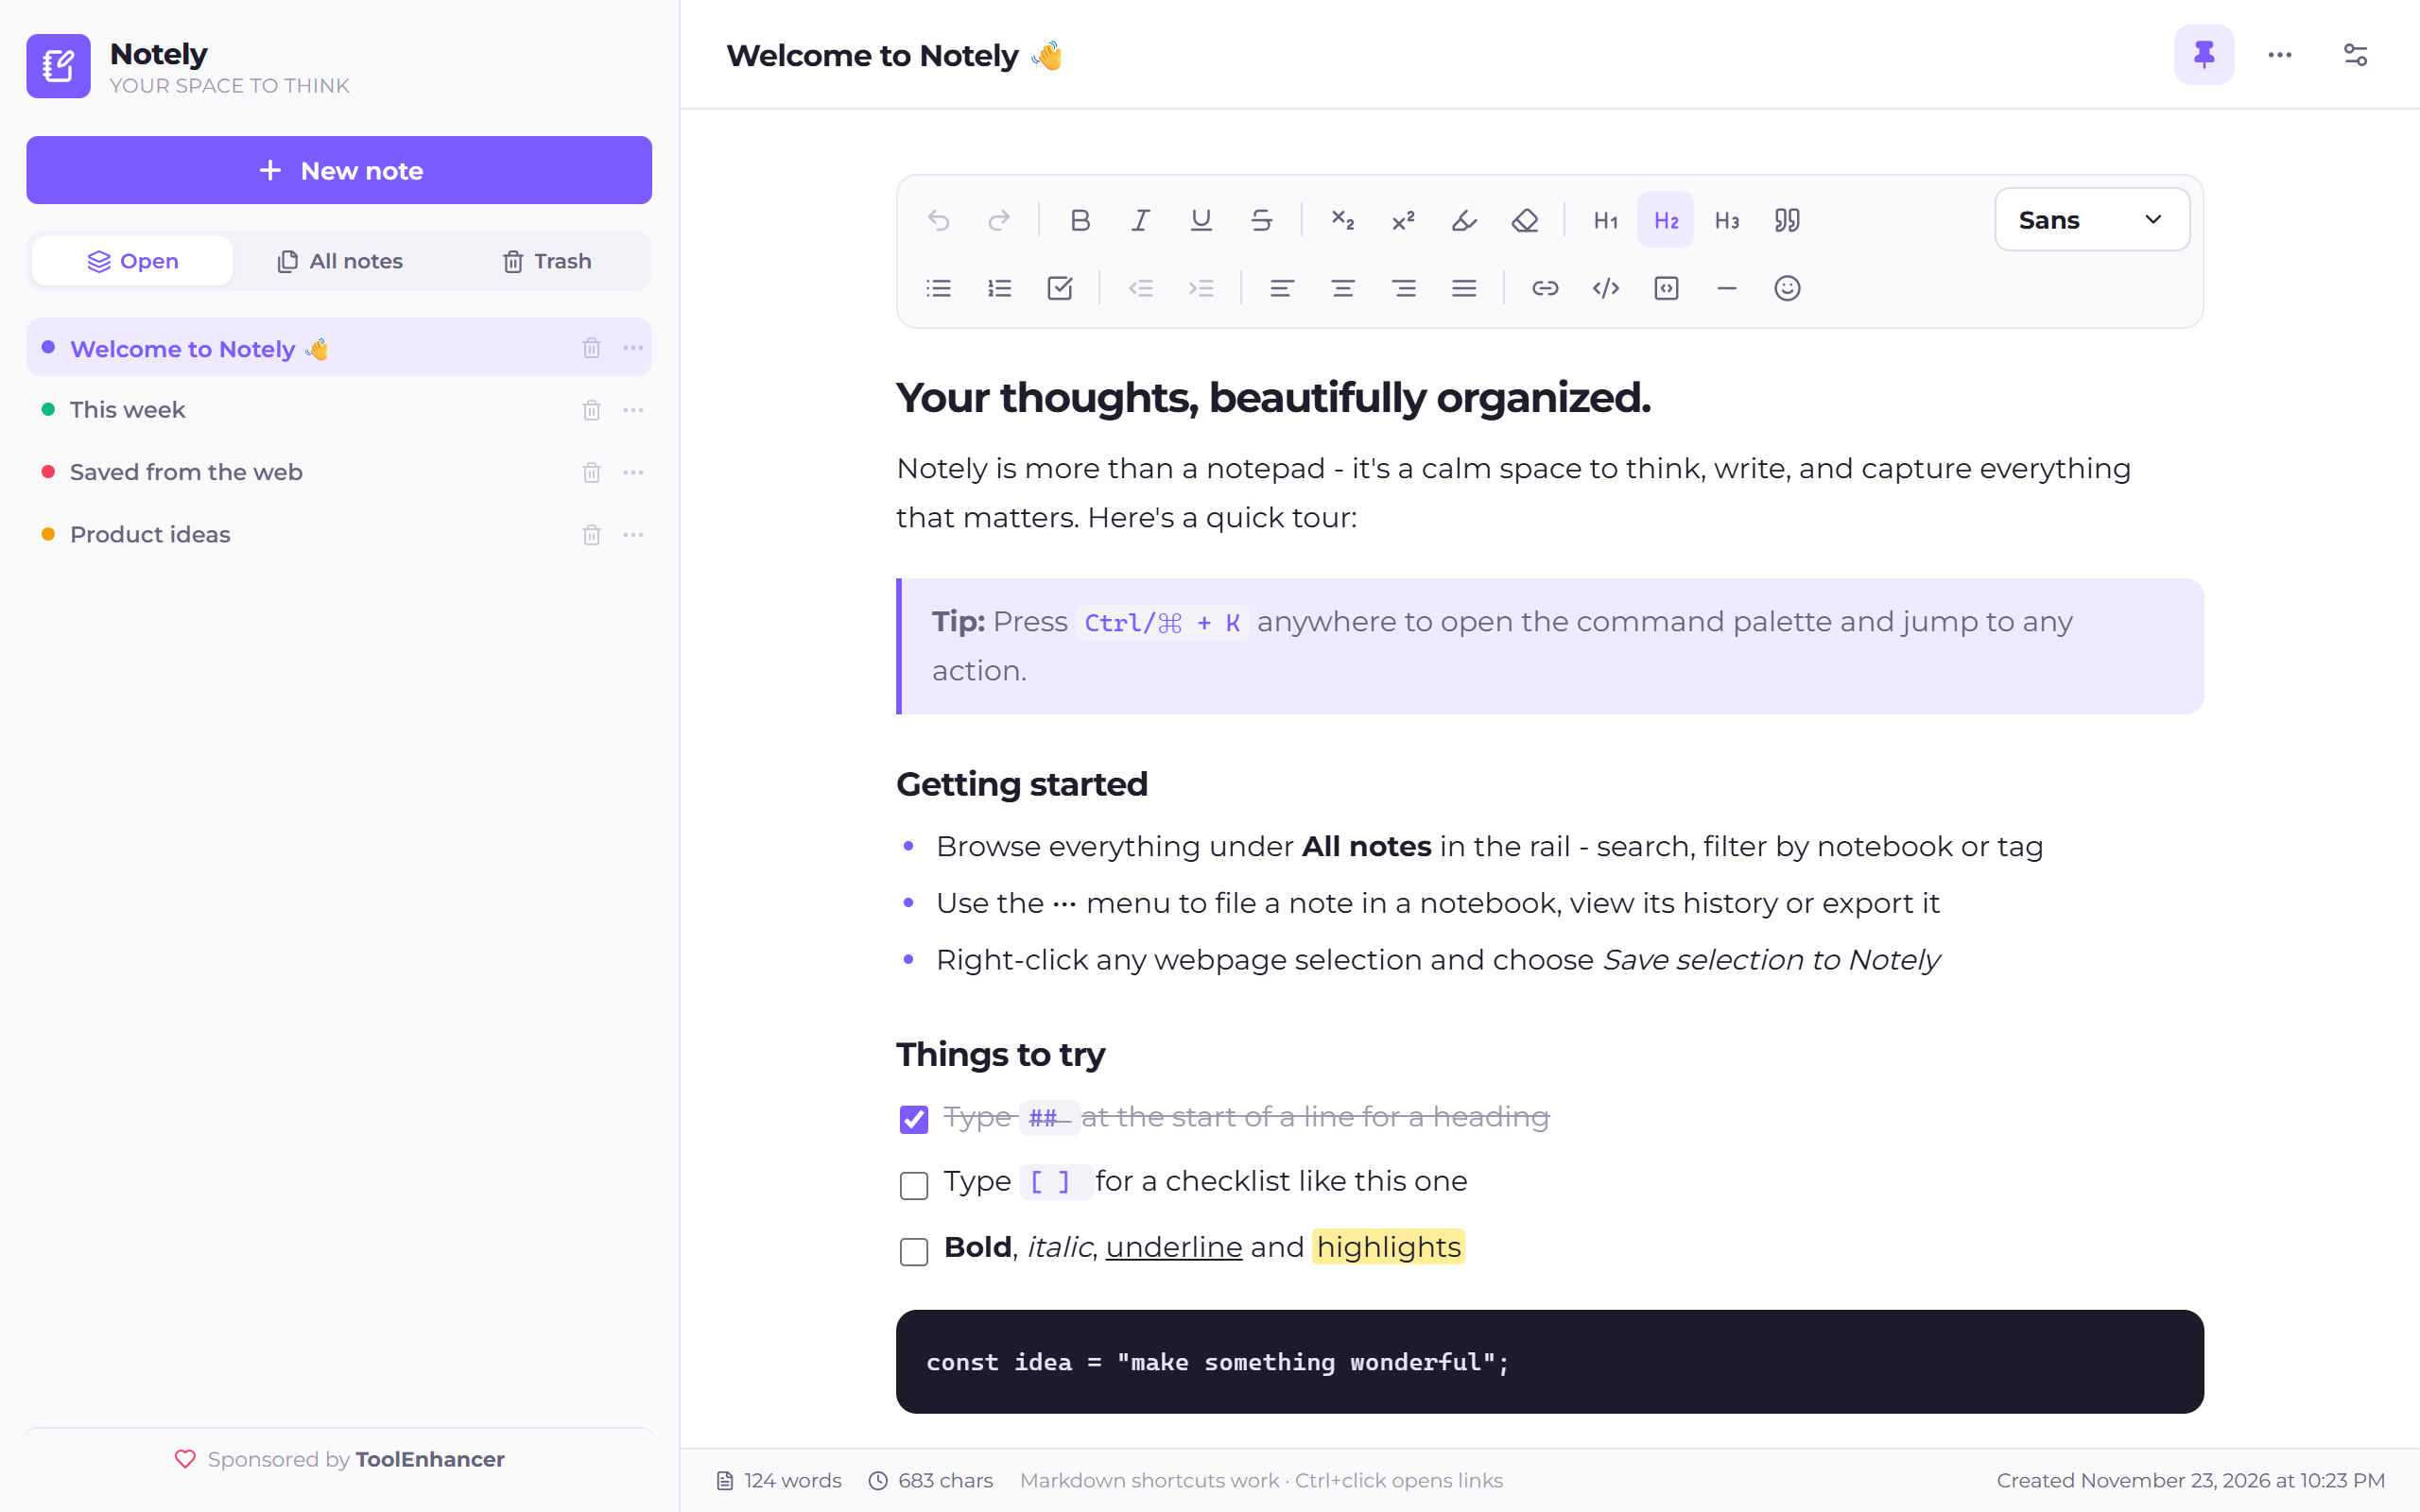 Notely
YOUR SPACE TO THINK
New note
Open
All notes
Trash
Welcome to Notely 👋
This week
Saved from the web
Product ideas
Sponsored by ToolEnhancer
Welcome to Notely 👋
B I U S x₂ x² H1 H2 H3
Sans
Your thoughts, beautifully organized.
Notely is more than a notepad - it's a calm space to think, write, and capture everything
that matters. Here's a quick tour:
Tip: Press Ctrl/⌘ + K anywhere to open the command palette and jump to any
action.
Getting started
Browse everything under All notes in the rail - search, filter by notebook or tag
Use the ··· menu to file a note in a notebook, view its history or export it
Right-click any webpage selection and choose Save selection to Notely
Things to try
Type ## at the start of a line for a heading
Type [ ] for a checklist like this one
Bold, italic, underline and highlights
const idea = "make something wonderful";
124 words
683 chars
Markdown shortcuts work · Ctrl+click opens links
Created November 23, 2026 at 10:23 PM